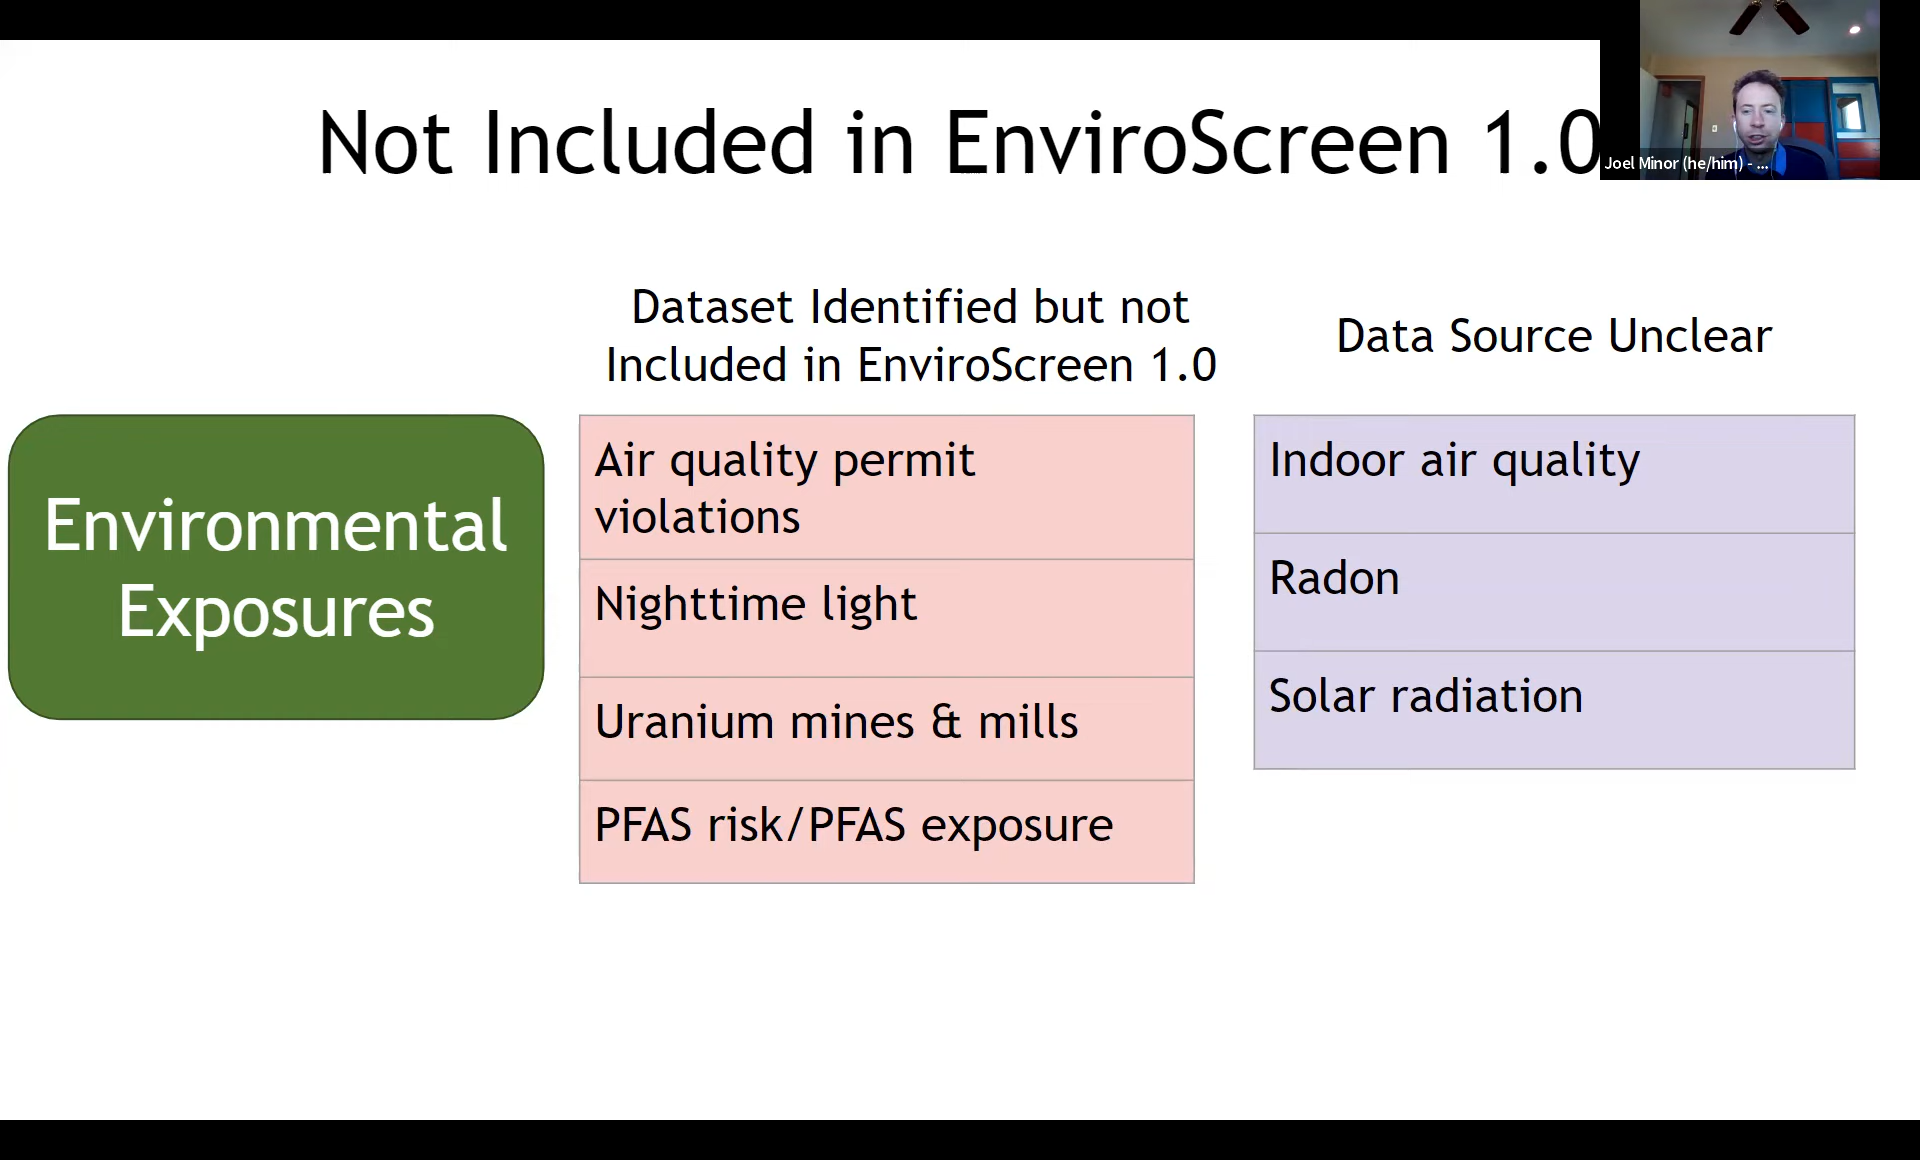 Not Included in EnviroScreen 1.0
Joel Minor (he/him) - ...
Dataset Identified but not
Included in EnviroScreen 1.0
Data Source Unclear
Environmental
Exposures
Air quality permit
violations
Nighttime light
Uranium mines & mills
PFAS risk/PFAS exposure
Indoor air quality
Radon
Solar radiation